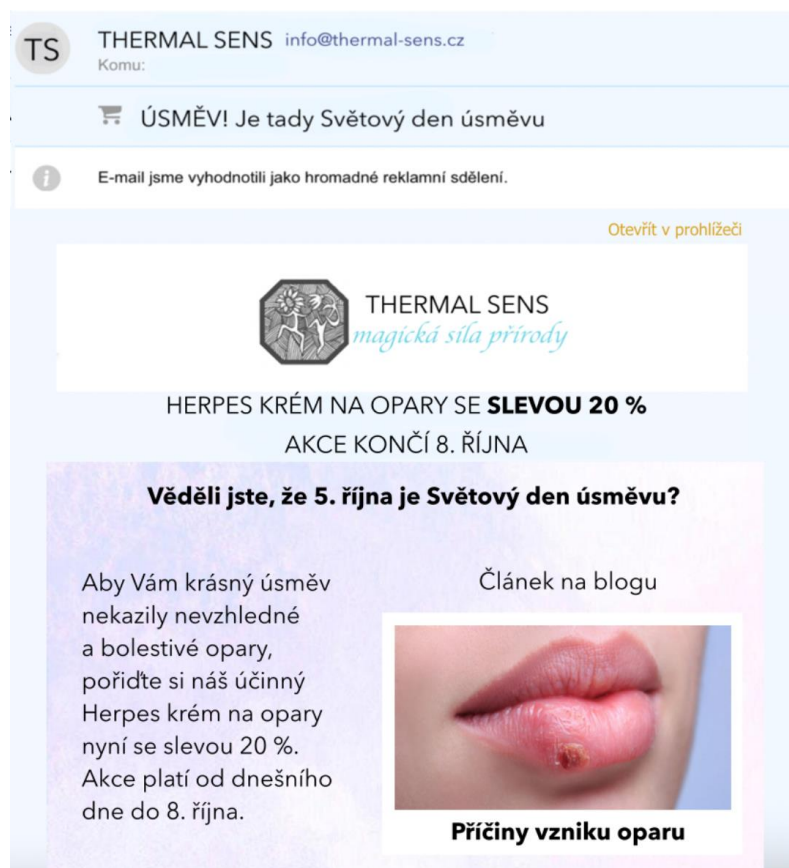 TS
THERMAL SENS info@thermal-sens.cz
Komu:
ÚSMĚV! Je tady Světový den úsměvu
E-mail jsme vyhodnotili jako hromadné reklamní sdělení.
Otevřít v prohlížeči
THERMAL SENS
magická síla přírody
HERPES KRÉM NA OPARY SE SLEVOU 20 %
AKCE KONČÍ 8. ŘÍJNA
Věděli jste, že 5. října je Světový den úsměvu?
Aby Vám krásný úsměv
nekazily nevzhledné
a bolestivé opary,
pořiďte si náš účinný
Herpes krém na opary
nyní se slevou 20 %.
Akce platí od dnešního
dne do 8. října.
Článek na blogu
Příčiny vzniku oparu